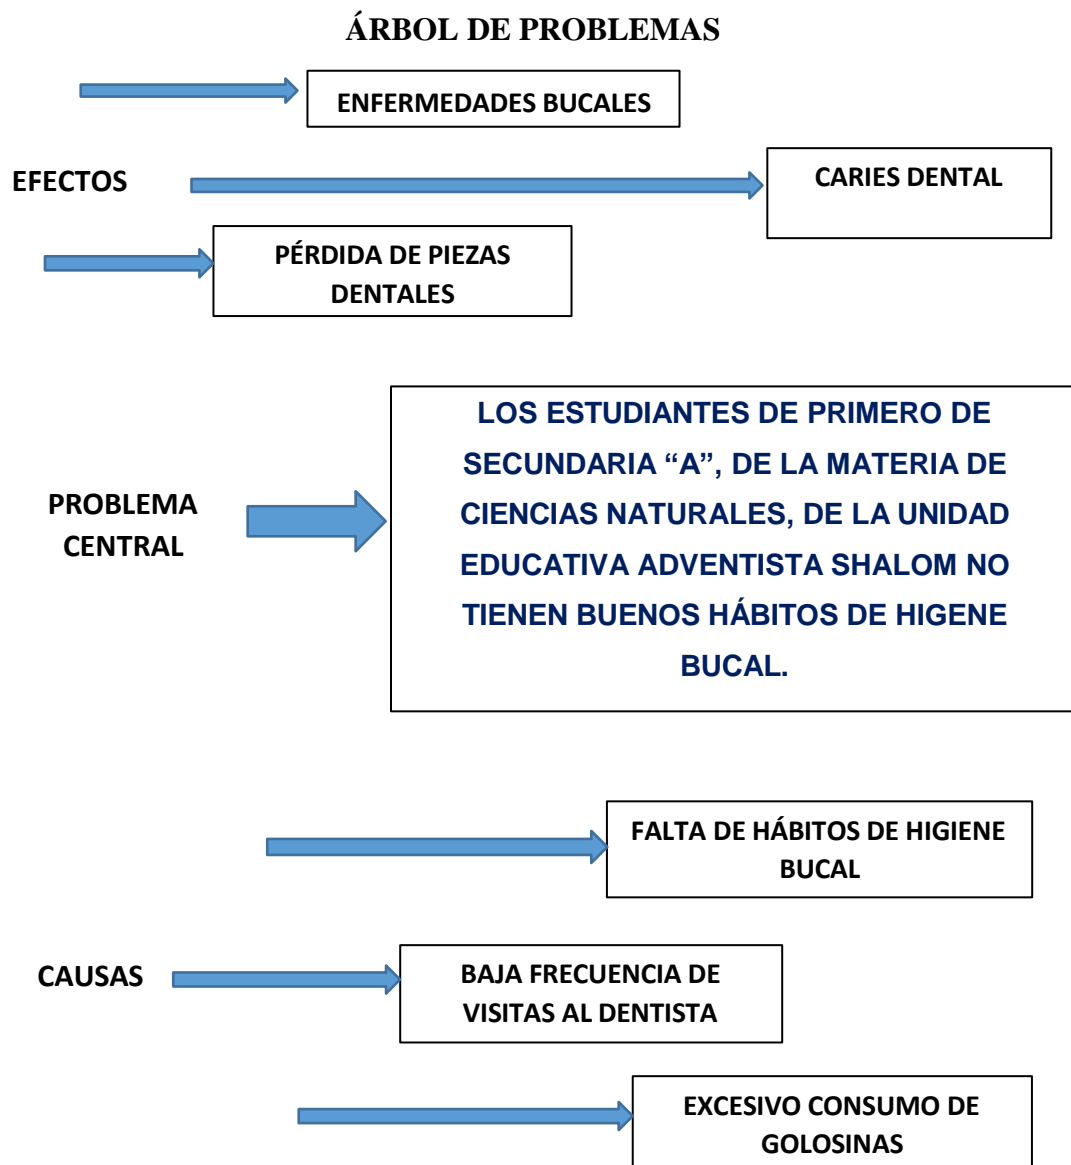 ÁRBOL DE PROBLEMAS
ENFERMEDADES BUCALES
EFECTOS
CARIES DENTAL
PÉRDIDA DE PIEZAS
DENTALES
PROBLEMA
CENTRAL
LOS ESTUDIANTES DE PRIMERO DE
SECUNDARIA “A”, DE LA MATERIA DE
CIENCIAS NATURALES, DE LA UNIDAD
EDUCATIVA ADVENTISTA SHALOM NO
TIENEN BUENOS HÁBITOS DE HIGENE
BUCAL.
FALTA DE HÁBITOS DE HIGIENE
BUCAL
CAUSAS
BAJA FRECUENCIA DE
VISITAS AL DENTISTA
EXCESIVO CONSUMO DE
GOLOSINAS